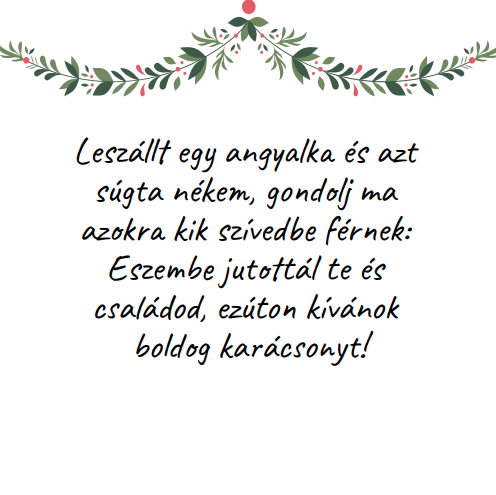 Leszállt egy angyalka és azt
súgta nékem, gondolj ma
azokra kik szívedbe férnek:
Eszembe jutottál te és
családod, ezúton kívánok
boldog karácsonyt!